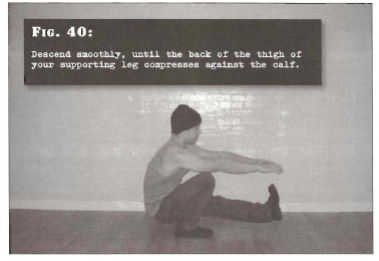 FIG. 40:
Descend smoothly, until the back of the thigh of
your supporting leg compresses against the calf.